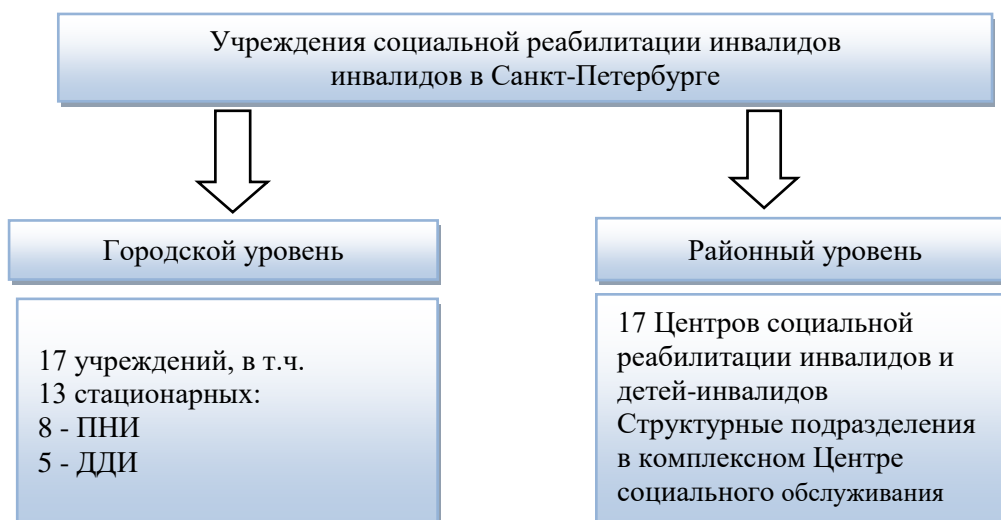 Учреждения социальной реабилитации инвалидов
инвалидов в Санкт-Петербурге
Городской уровень
Районный уровень
17 учреждений, в т.ч.
13 стационарных:
8 - ПНИ
5 - ДДИ
17 Центров социальной
реабилитации инвалидов и
детей-инвалидов
Структурные подразделения
в комплексном Центре
социального обслуживания